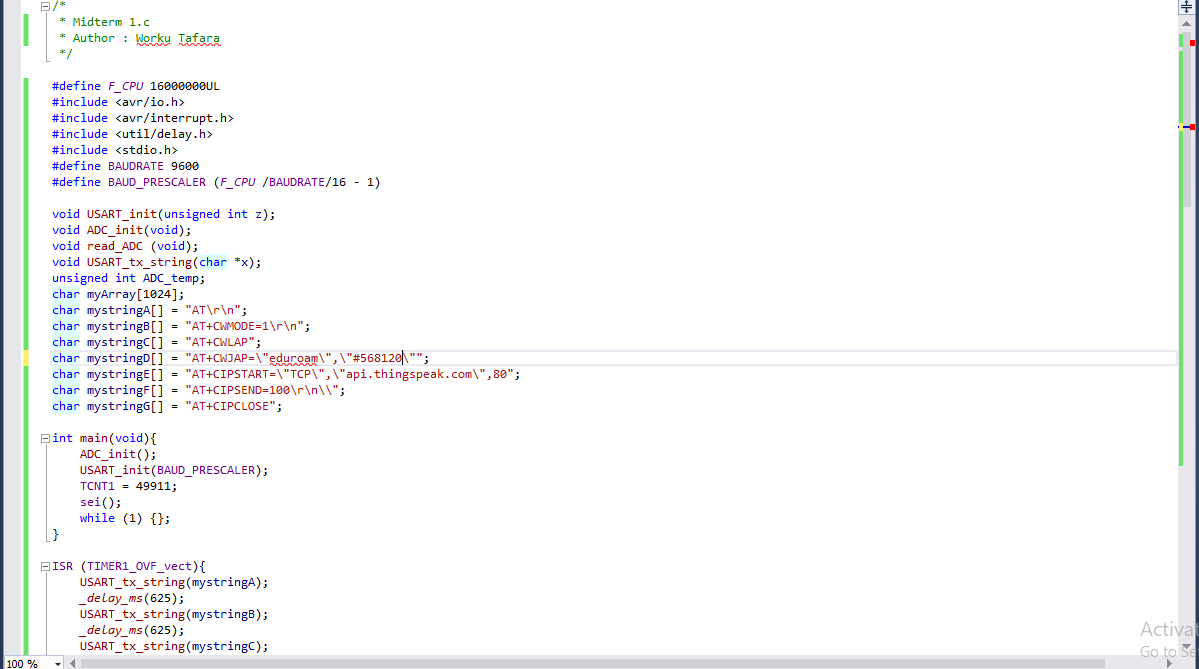 /*
 * Midterm 1.c
 * Author : Worku Tafara
 */
#define F_CPU 16000000UL
#include <avr/io.h>
#include <avr/interrupt.h>
#include <util/delay.h>
#include <stdio.h>
#define BAUDRATE 9600
#define BAUD_PRESCALER (F_CPU /BAUDRATE/16 - 1)
void USART_init(unsigned int z);
void ADC_init(void);
void read_ADC (void);
void USART_tx_string(char *x);
unsigned int ADC_temp;
char myArray[1024];
char mystringA[] = "AT\r\n";
char mystringB[] = "AT+CWMODE=1\r\n";
char mystringC[] = "AT+CWLAP";
char mystringD[] = "AT+CWJAP=\"eduroam\",\"#568120\"";
char mystringE[] = "AT+CIPSTART=\"TCP\",\"api.thingspeak.com\",80";
char mystringF[] = "AT+CIPSEND=100\r\n\\";
char mystringG[] = "AT+CIPCLOSE";
int main(void){
    ADC_init();
    USART_init(BAUD_PRESCALER);
    TCNT1 = 49911;
    sei();
    while (1) {};
}
ISR (TIMER1_OVF_vect){
    USART_tx_string(mystringA);
    _delay_ms(625);
    USART_tx_string(mystringB);
    _delay_ms(625);
    USART_tx_string(mystringC);
Activat
Go to Se
100 %